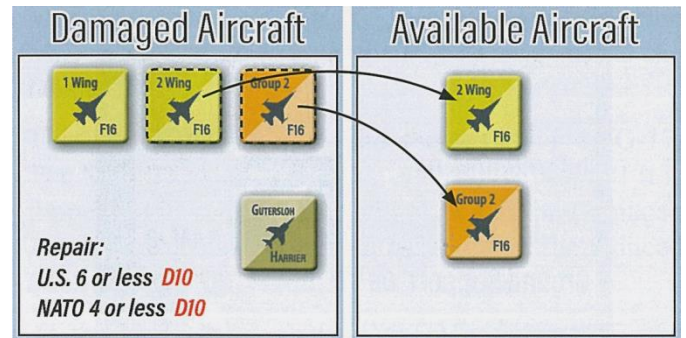 Damaged Aircraft
1 Wing
F16
2 Wing
F16
Group 2
F16
GUTERSLOH
HARRIER
Repair:
U.S. 6 or less D10
NATO 4 or less D10
Available Aircraft
2 Wing
F16
Group 2
F16